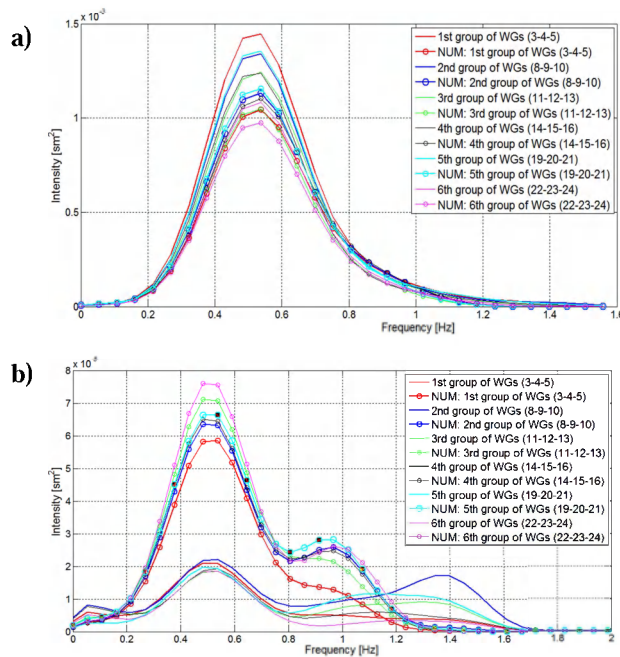 a)
1.5 x 10⁻³
1
0.5
0
Intensity [sm²]
0 0.2 0.4 0.6 0.8 1 1.2 1.4 1.6
Frequency [Hz]
1st group of WGs (3-4-5)
NUM: 1st group of WGs (3-4-5)
2nd group of WGs (8-9-10)
NUM: 2nd group of WGs (8-9-10)
3rd group of WGs (11-12-13)
NUM: 3rd group of WGs (11-12-13)
4th group of WGs (14-15-16)
NUM: 4th group of WGs (14-15-16)
5th group of WGs (19-20-21)
NUM: 5th group of WGs (19-20-21)
6th group of WGs (22-23-24)
NUM: 6th group of WGs (22-23-24)
b)
8
7
6
5
4
3
2
1
0
Intensity [sm²]
0 0.2 0.4 0.6 0.8 1 1.2 1.4 1.6 1.8 2
Frequency [Hz]
1st group of WGs (3-4-5)
NUM: 1st group of WGs (3-4-5)
2nd group of WGs (8-9-10)
NUM: 2nd group of WGs (8-9-10)
3rd group of WGs (11-12-13)
NUM: 3rd group of WGs (11-12-13)
4th group of WGs (14-15-16)
NUM: 4th group of WGs (14-15-16)
5th group of WGs (19-20-21)
NUM: 5th group of WGs (19-20-21)
6th group of WGs (22-23-24)
NUM: 6th group of WGs (22-23-24)